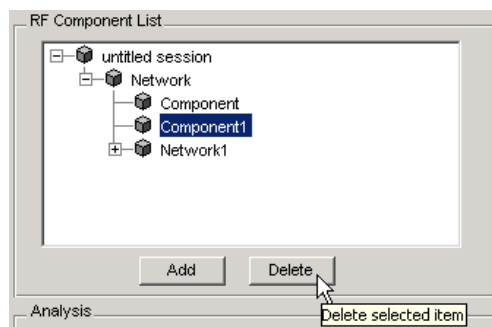 RF Component List
untitled session
Network
Component
Component1
Network1
Add Delete
Delete selected item
Analysis